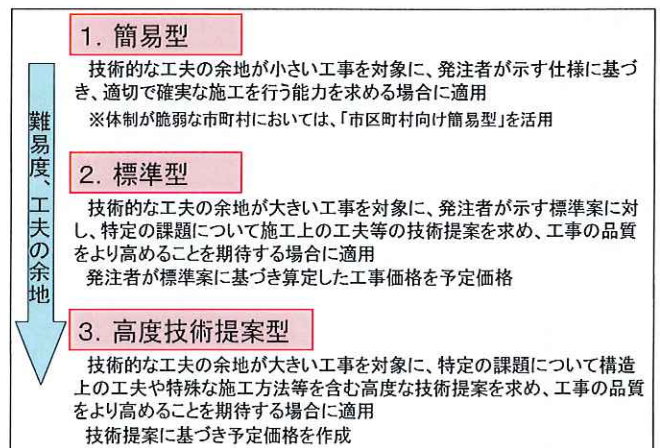 1. 簡易型
技術的な工夫の余地が小さい工事を対象に、発注者が示す仕様に基づ
き、適切で確実な施工を行う能力を求める場合に適用
※体制が脆弱な市町村においては、「市区町村向け簡易型」を活用
難易度、工夫の余地
2. 標準型
技術的な工夫の余地が大きい工事を対象に、発注者が示す標準案に対
し、特定の課題について施工上の工夫等の技術提案を求め、工事の品質
をより高めることを期待する場合に適用
発注者が標準案に基づき算定した工事価格を予定価格
3. 高度技術提案型
技術的な工夫の余地が大きい工事を対象に、特定の課題について構造
上の工夫や特殊な施工方法等を含む高度な技術提案を求め、工事の品質
をより高めることを期待する場合に適用
技術提案に基づき予定価格を作成